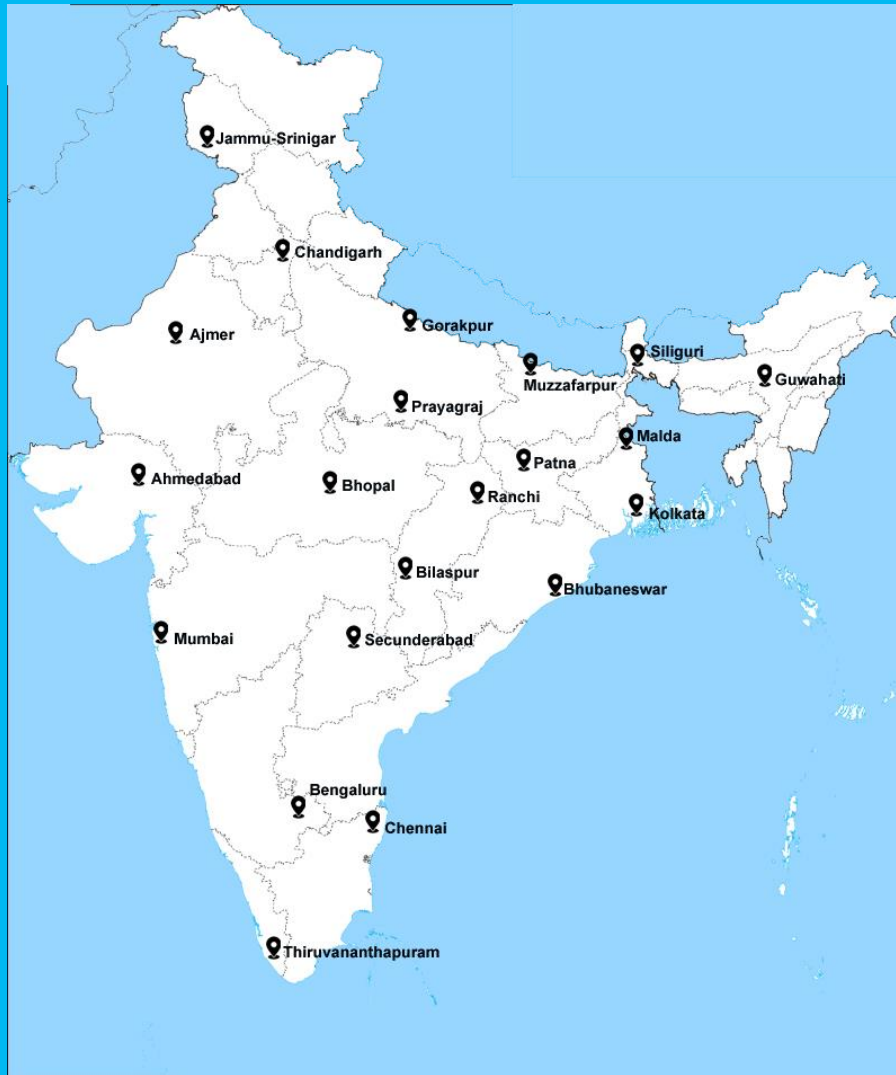 Jammu-Srinigar
Chandigarh
Gorakpur
Ajmer
Siliguri
Muzzafarpur
Guwahati
Prayagraj
Malda
Patna
Ahmedabad
Bhopal
Ranchi
Kolkata
Bilaspur
Bhubaneswar
Mumbai
Secunderabad
Bengaluru
Chennai
Thiruvananthapuram